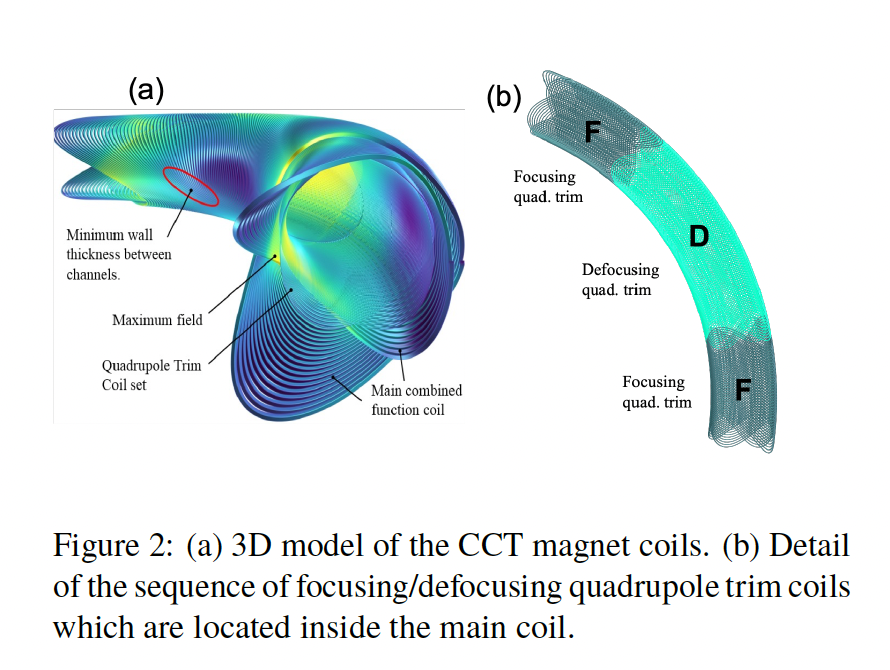 (a)
Minimum wall
thickness between
channels.
Maximum field
Quadrupole Trim
Coil set
Main combined
function coil
(b)
F
Focusing
quad. trim
D
Defocusing
quad. trim
Focusing
quad. trim
F
Figure 2: (a) 3D model of the CCT magnet coils. (b) Detail
of the sequence of focusing/defocusing quadrupole trim coils
which are located inside the main coil.